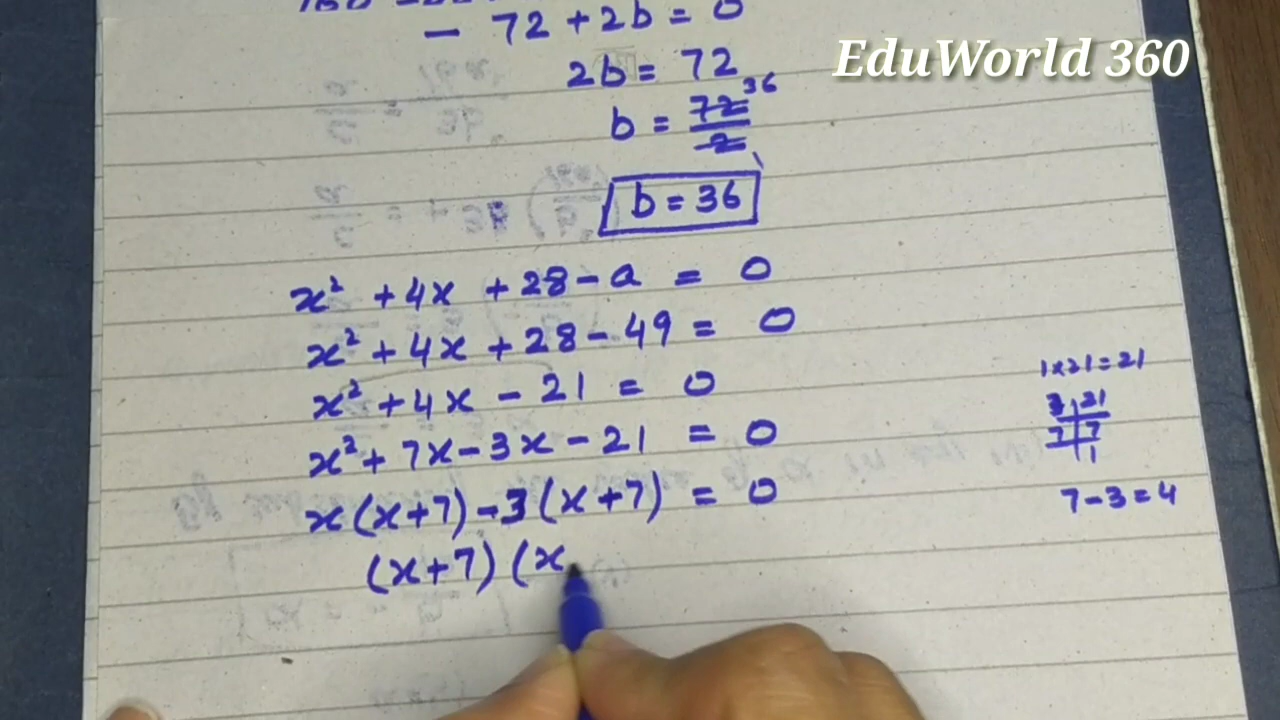 - 72 + 2b = 0
EduWorld 360
2b = 72
b = 72/2 36
b = 36
x² + 4x + 28 - a = 0
x² + 4x + 28 - 49 = 0
x² + 4x - 21 = 0
1x21 = 21
3 | 21
7 | 7
1
x² + 7x - 3x - 21 = 0
x(x+7) - 3(x+7) = 0
7 - 3 = 4
(x+7)(x